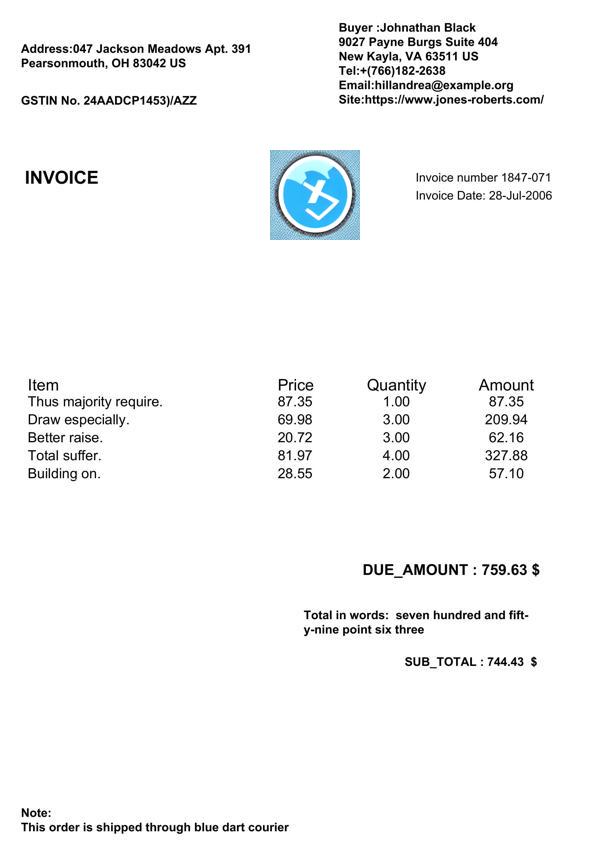 Address:047 Jackson Meadows Apt. 391
Pearsonmouth, OH 83042 US
GSTIN No. 24AADCP1453)/AZZ
Buyer :Johnathan Black
9027 Payne Burgs Suite 404
New Kayla, VA 63511 US
Tel:+(766)182-2638
Email:hillandrea@example.org
Site:https://www.jones-roberts.com/
INVOICE
Invoice number 1847-071
Invoice Date: 28-Jul-2006
Item Price Quantity Amount
Thus majority require. 87.35 1.00 87.35
Draw especially. 69.98 3.00 209.94
Better raise. 20.72 3.00 62.16
Total suffer. 81.97 4.00 327.88
Building on. 28.55 2.00 57.10
DUE_AMOUNT : 759.63 $
Total in words:  seven hundred and fift-
y-nine point six three
SUB_TOTAL : 744.43  $
Note:
This order is shipped through blue dart courier